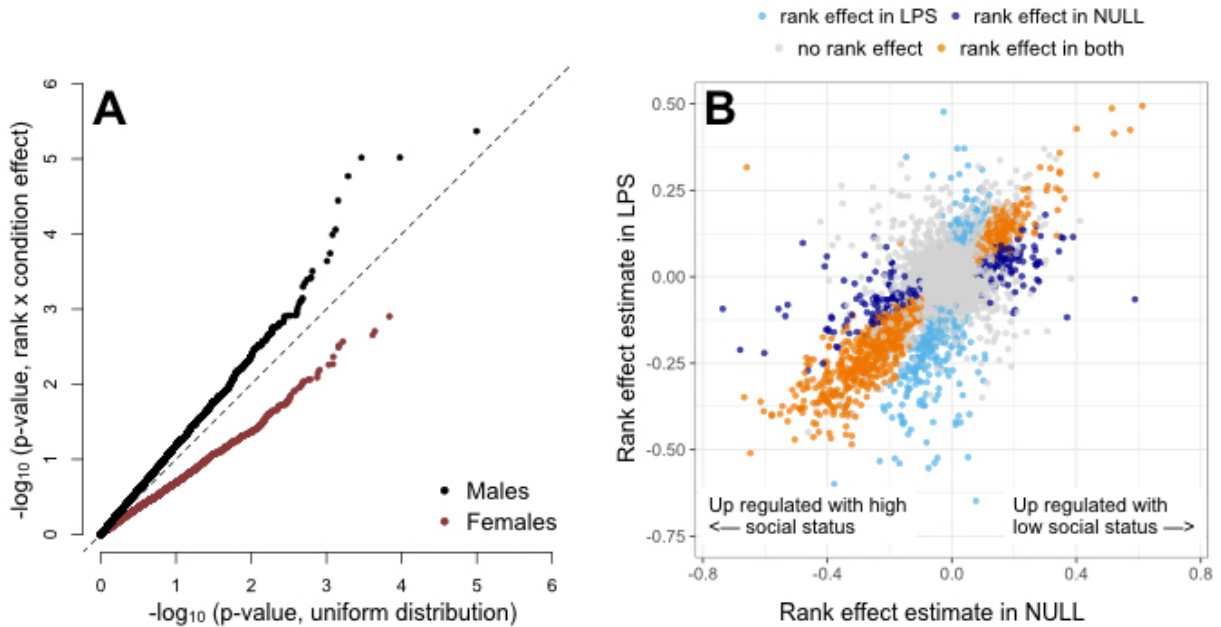 A
6
5
4
3
2
1
0
-log₁₀ (p-value, rank x condition effect)
0 1 2 3 4 5 6
-log₁₀ (p-value, uniform distribution)
Males
Females
rank effect in LPS rank effect in NULL
no rank effect rank effect in both
B
0.50
0.25
0.00
-0.25
-0.50
-0.75
Rank effect estimate in LPS
Up regulated with high
<— social status
Up regulated with
low social status —>
-0.8 -0.4 0.0 0.4 0.8
Rank effect estimate in NULL